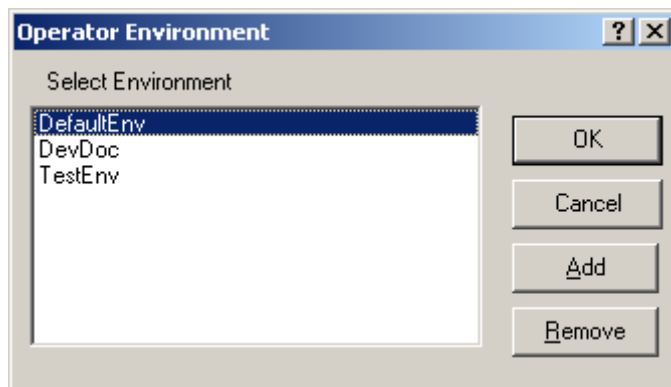 Operator Environment
Select Environment
DefaultEnv
DevDoc
TestEnv
OK
Cancel
Add
Remove